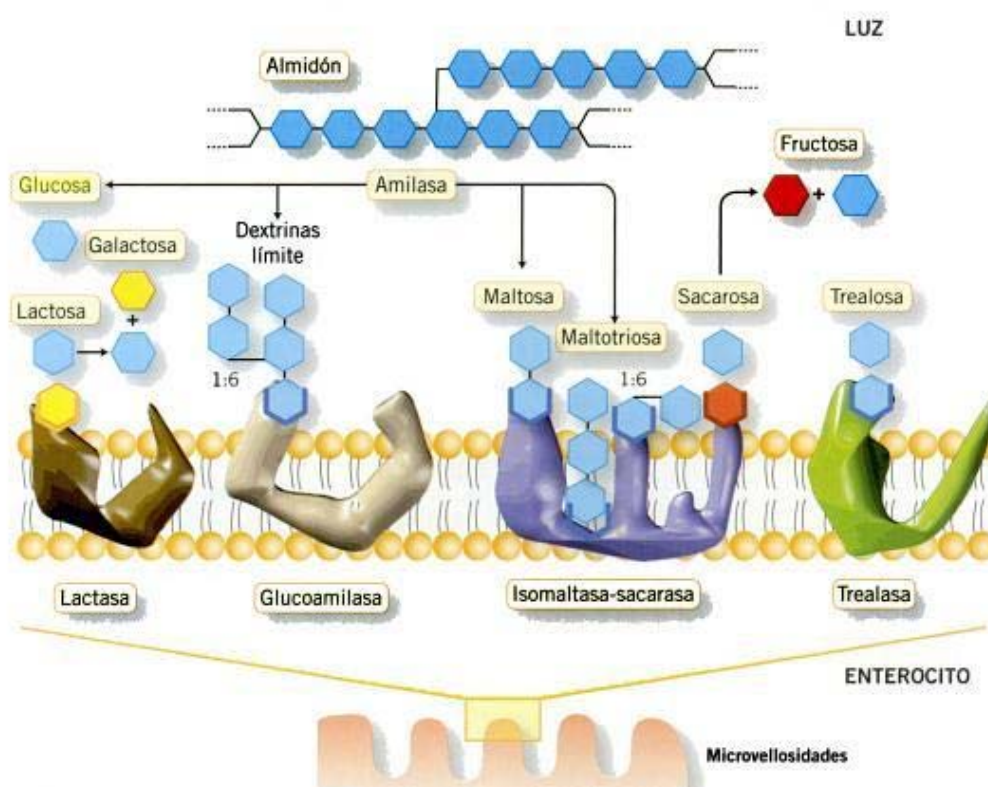 LUZ
Almidón
Fructosa
+
Glucosa
Amilasa
Galactosa
Dextrinas
límite
+
Lactosa
Maltosa
Sacarosa
Trealosa
Maltotriosa
1:6
1:6
Lactasa
Glucoamilasa
Isomaltasa-sacarasa
Trealasa
ENTEROCITO
Microvellosidades